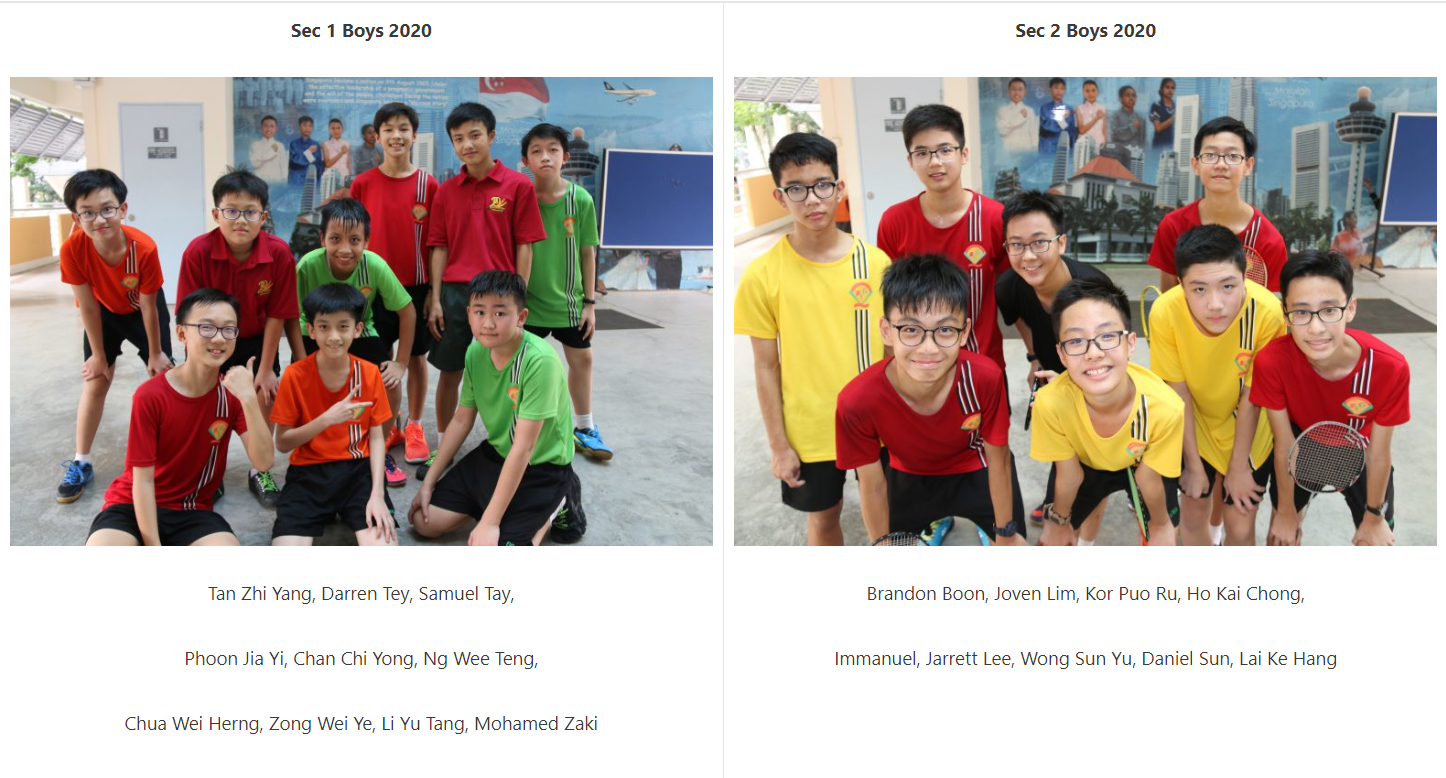 Sec 1 Boys 2020
Tan Zhi Yang, Darren Tey, Samuel Tay,
Phoon Jia Yi, Chan Chi Yong, Ng Wee Teng,
Chua Wei Herng, Zong Wei Ye, Li Yu Tang, Mohamed Zaki
Sec 2 Boys 2020
Malayan
Singapura
Brandon Boon, Joven Lim, Kor Puo Ru, Ho Kai Chong,
Immanuel, Jarrett Lee, Wong Sun Yu, Daniel Sun, Lai Ke Hang